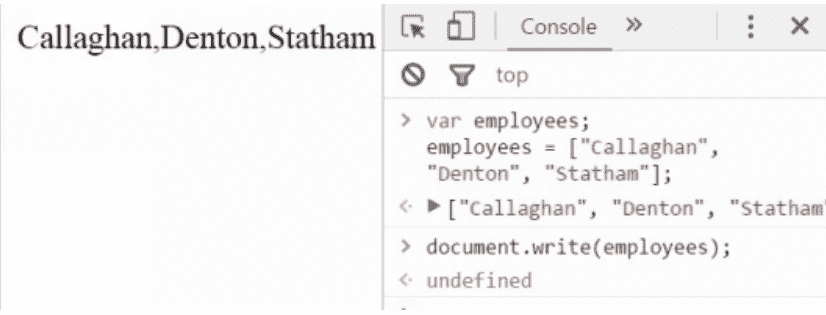 Callaghan,Denton,Statham
Console »
top
> var employees;
employees = ["Callaghan",
"Denton", "Statham"];
["Callaghan", "Denton", "Statham"
> document.write(employees);
undefined